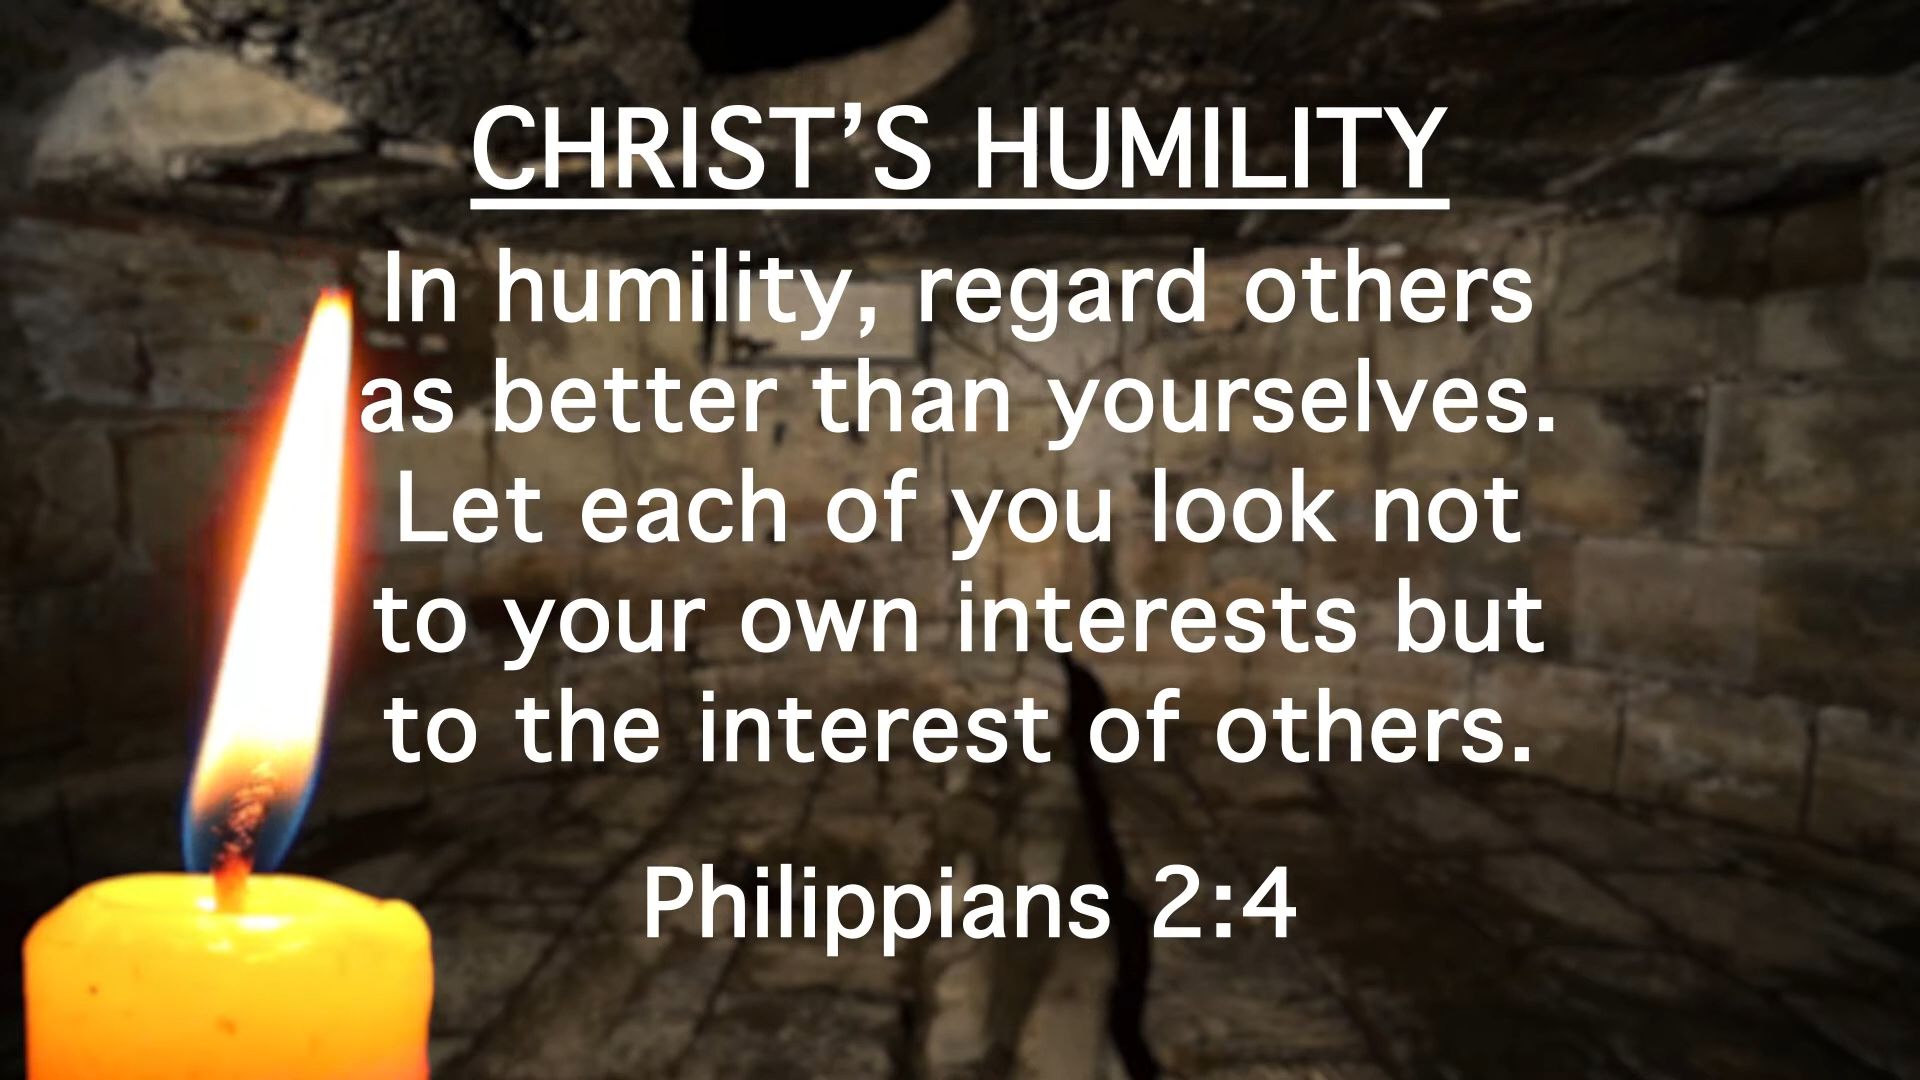 CHRIST’S HUMILITY
In humility, regard others
as better than yourselves.
Let each of you look not
to your own interests but
to the interest of others.
Philippians 2:4